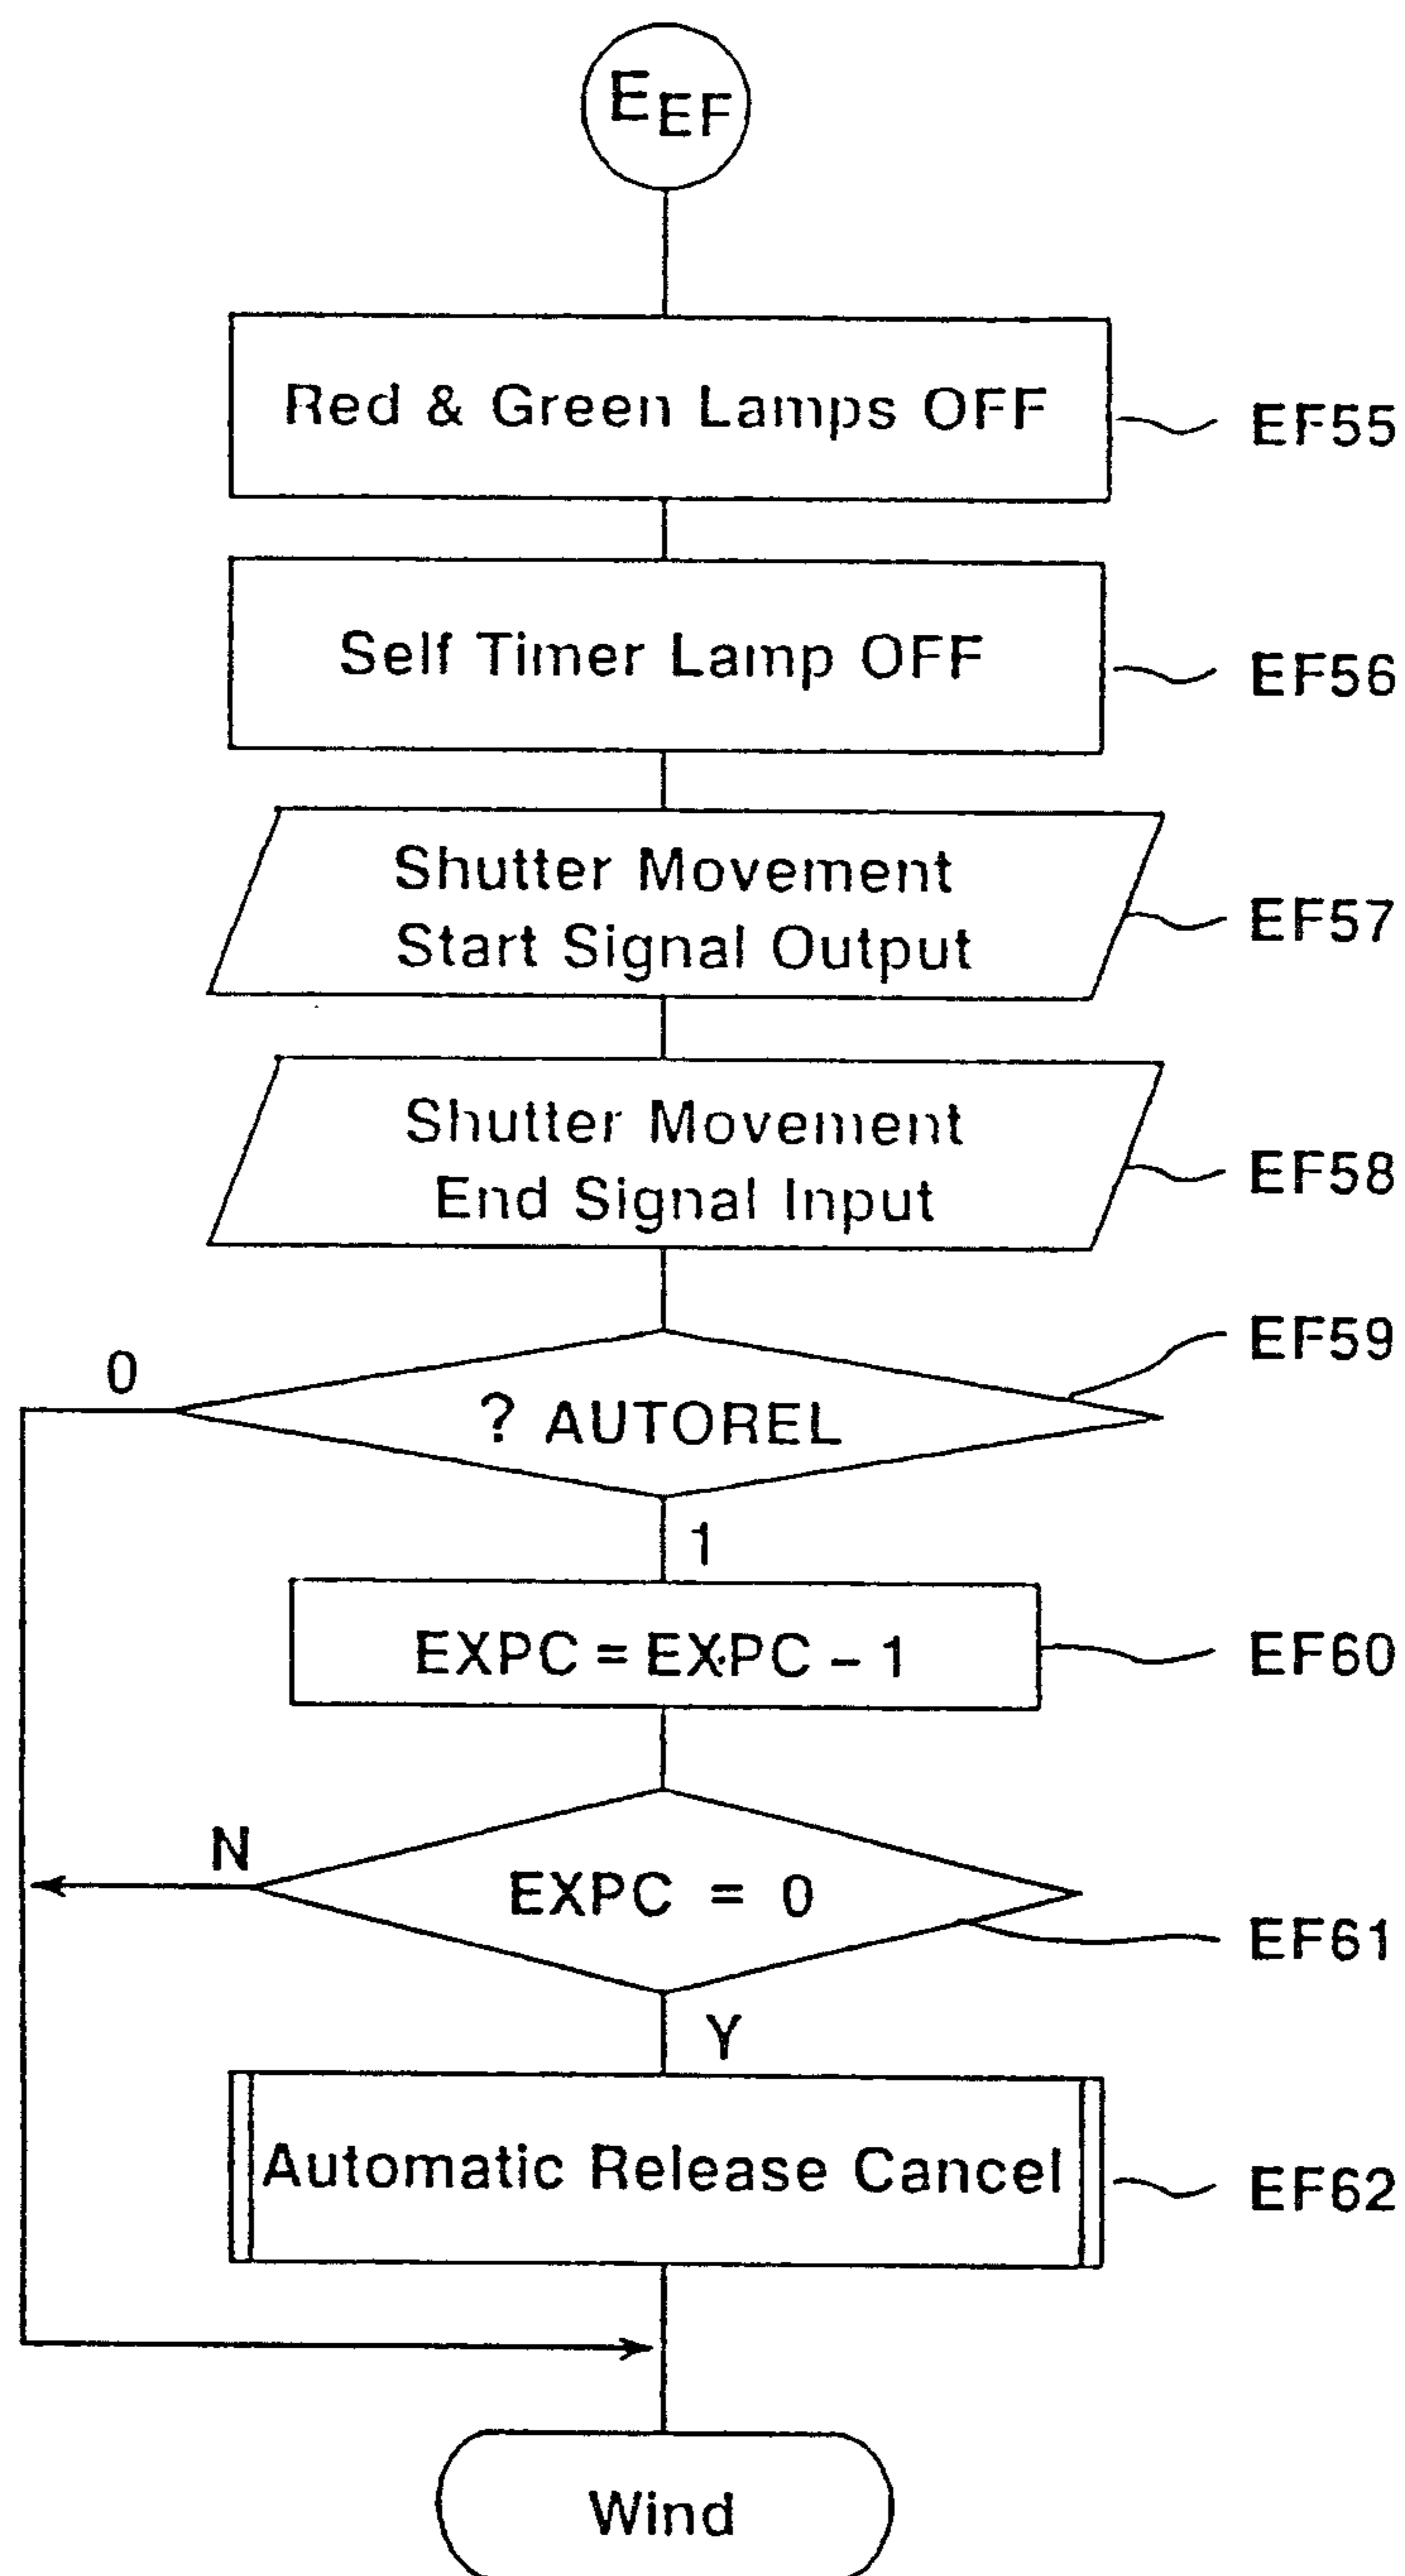 E EF
Red & Green Lamps OFF
EF55
Self Timer Lamp OFF
EF56
Shutter Movement
Start Signal Output
EF57
Shutter Movement
End Signal Input
EF58
EF59
0
? AUTOREL
1
EXPC = EXPC - 1
EF60
N
EXPC = 0
EF61
Y
Automatic Release Cancel
EF62
Wind